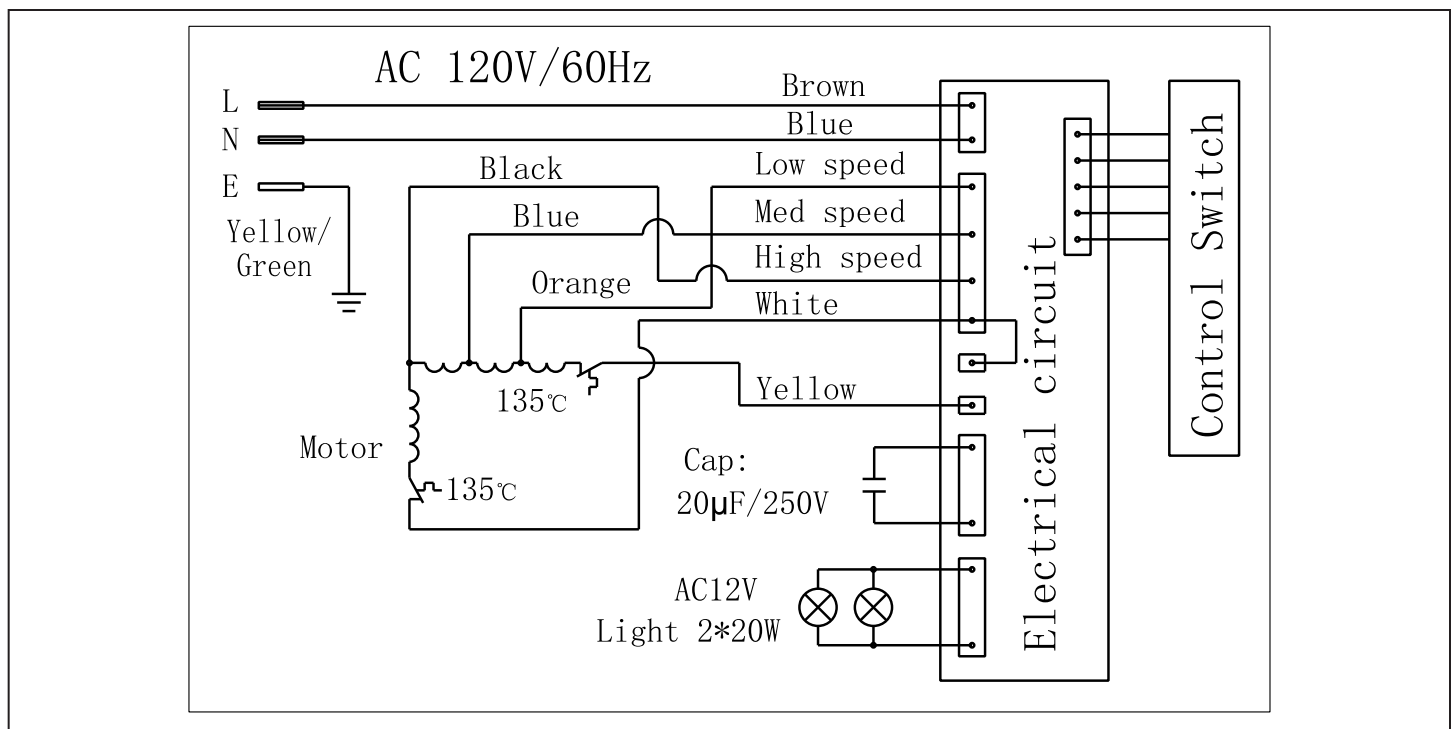 AC 120V/60Hz
L
Brown
N
Blue
E
Yellow/
Green
Black
Low speed
Blue
Med speed
Orange
High speed
White
135℃
Yellow
Motor
135℃
Cap:
20μF/250V
AC12V
Light 2*20W
Electrical circuit
Control Switch